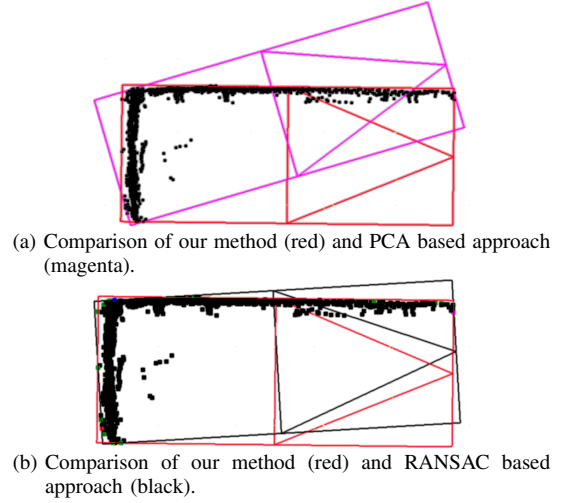 (a) Comparison of our method (red) and PCA based approach
(magenta).
(b) Comparison of our method (red) and RANSAC based
approach (black).